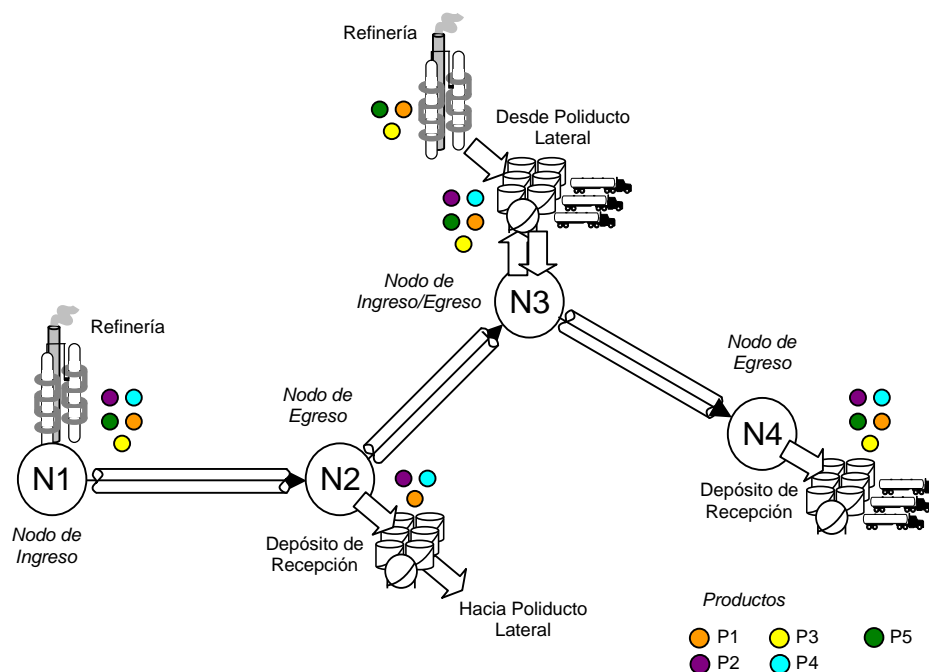 Refinería
Desde Poliducto
Lateral
Nodo de
Ingreso/Egreso
N3
Refinería
Nodo de
Egreso
Nodo de
Egreso
N1
N2
N4
Nodo de
Ingreso
Depósito de
Recepción
Depósito de
Recepción
Hacia Poliducto
Lateral
Productos
P1 P3 P5
P2 P4